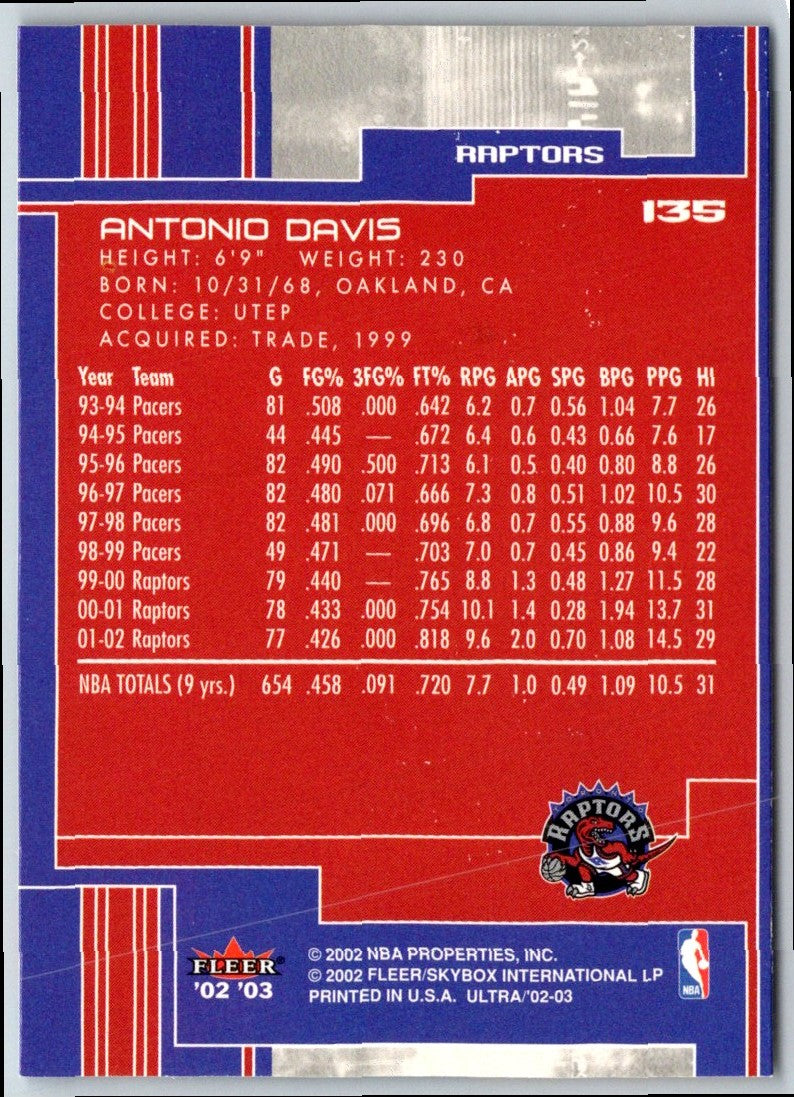 RAPTORS
135
ANTONIO DAVIS
HEIGHT: 6'9" WEIGHT: 230
BORN: 10/31/68, OAKLAND, CA
COLLEGE: UTEP
ACQUIRED: TRADE, 1999
Year Team G FG% 3FG% FT% RPG APG SPG BPG PPG HI
93-94 Pacers 81 .508 .000 .642 6.2 0.7 0.56 1.04 7.7 26
94-95 Pacers 44 .445 — .672 6.4 0.6 0.43 0.66 7.6 17
95-96 Pacers 82 .490 .500 .713 6.1 0.5 0.40 0.80 8.8 26
96-97 Pacers 82 .480 .071 .666 7.3 0.8 0.51 1.02 10.5 30
97-98 Pacers 82 .481 .000 .696 6.8 0.7 0.55 0.88 9.6 28
98-99 Pacers 49 .471 — .703 7.0 0.7 0.45 0.86 9.4 22
99-00 Raptors 79 .440 — .765 8.8 1.3 0.48 1.27 11.5 28
00-01 Raptors 78 .433 .000 .754 10.1 1.4 0.28 1.94 13.7 31
01-02 Raptors 77 .426 .000 .818 9.6 2.0 0.70 1.08 14.5 29
NBA TOTALS (9 yrs.) 654 .458 .091 .720 7.7 1.0 0.49 1.09 10.5 31
RAPTORS
FLEER
'02 '03
© 2002 NBA PROPERTIES, INC.
© 2002 FLEER/SKYBOX INTERNATIONAL LP
PRINTED IN U.S.A. ULTRA/'02-03
NBA